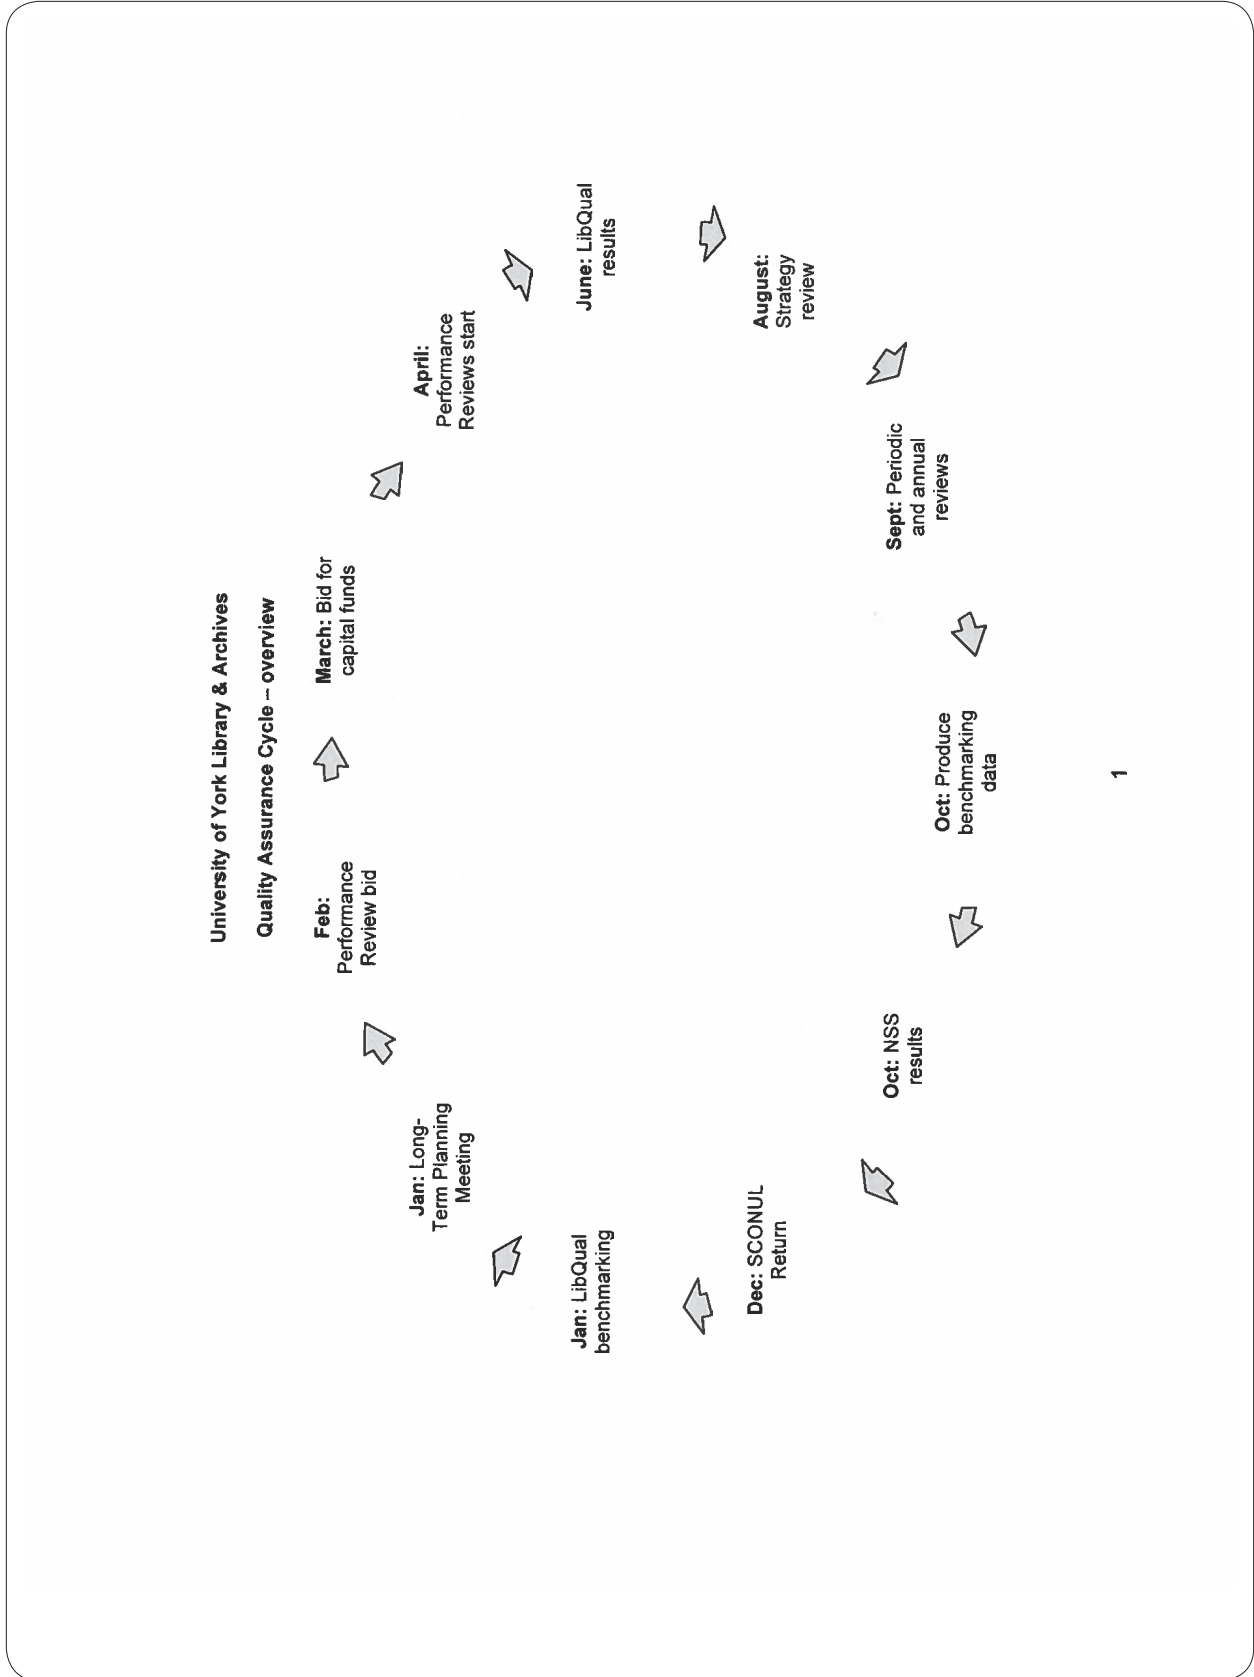 University of York Library & Archives
Quality Assurance Cycle – overview
Feb:
Performance
Review bid
March: Bid for
capital funds
April:
Performance
Reviews start
June: LibQual
results
August:
Strategy
review
Sept: Periodic
and annual
reviews
Oct: Produce
benchmarking
data
Oct: NSS
results
Dec: SCONUL
Return
Jan: LibQual
benchmarking
Jan: Long-
Term Planning
Meeting
1